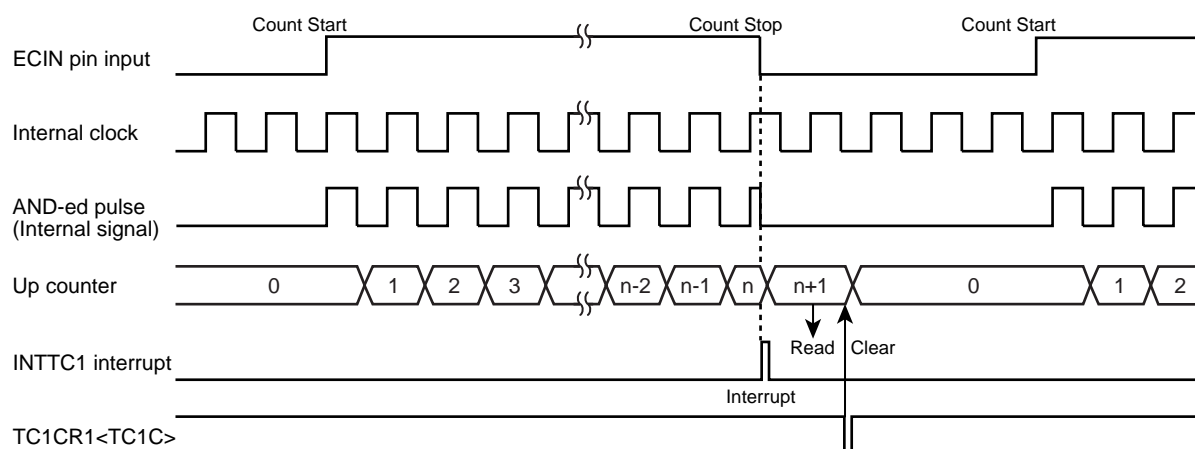 Count Start Count Stop Count Start
ECIN pin input
Internal clock
AND-ed pulse
(Internal signal)
Up counter 0 1 2 3 n-2 n-1 n n+1 0 1 2
Read Clear
INTTC1 interrupt
Interrupt
TC1CR1<TC1C>